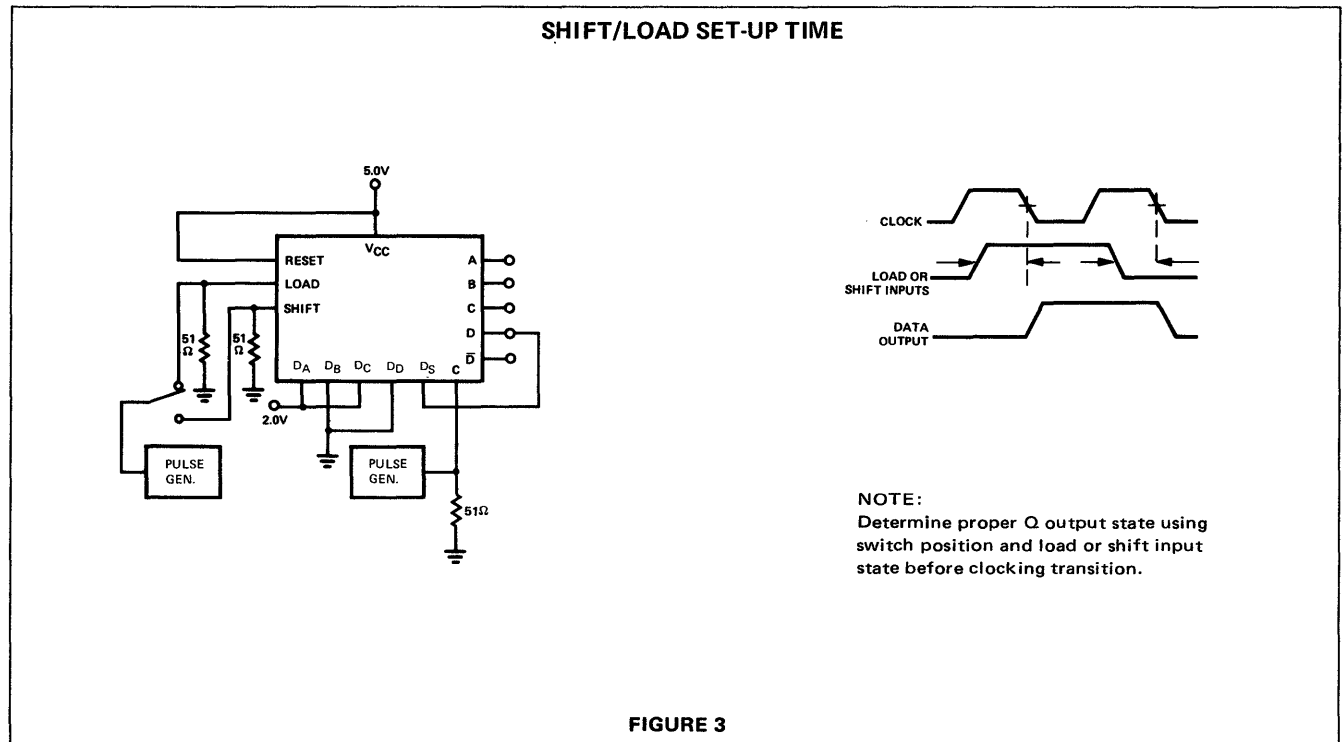 SHIFT/LOAD SET-UP TIME
5.0V
VCC
RESET
LOAD
SHIFT
A
B
C
D
D̅
51
Ω
51
Ω
DA DB DC DD DS C
2.0V
PULSE
GEN.
PULSE
GEN.
51Ω
CLOCK
LOAD OR
SHIFT INPUTS
DATA
OUTPUT
NOTE:
Determine proper Q output state using
switch position and load or shift input
state before clocking transition.
FIGURE 3